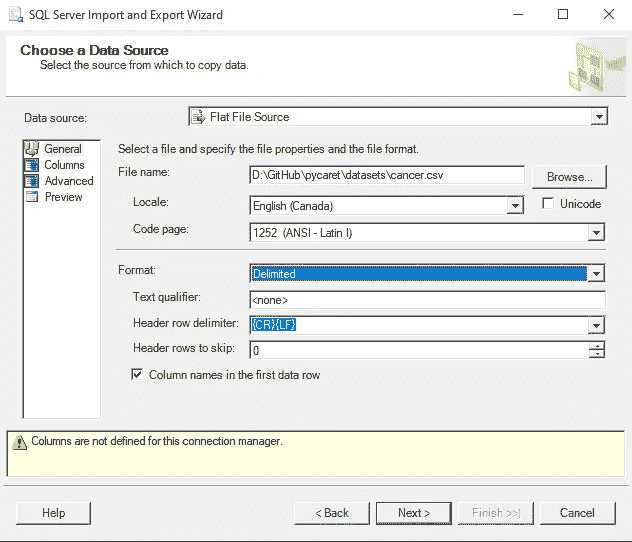 SQL Server Import and Export Wizard
Choose a Data Source
Select the source from which to copy data.
Data source: Flat File Source
General
Columns
Advanced
Preview
Select a file and specify the file properties and the file format.
File name: D:\GitHub\pycaret\datasets\cancer.csv Browse...
Locale: English (Canada) Unicode
Code page: 1252 (ANSI - Latin I)
Format: Delimited
Text qualifier: <none>
Header row delimiter: {CR}{LF}
Header rows to skip: 0
Column names in the first data row
Columns are not defined for this connection manager.
Help < Back Next > Finish >>| Cancel